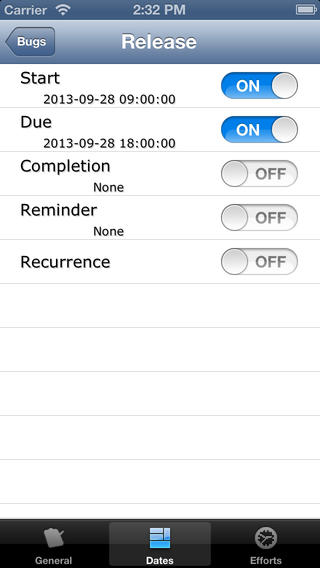 Carrier 2:32 PM
Bugs Release
Start ON
2013-09-28 09:00:00
Due ON
2013-09-28 18:00:00
Completion OFF
None
Reminder OFF
None
Recurrence OFF
General Dates Efforts